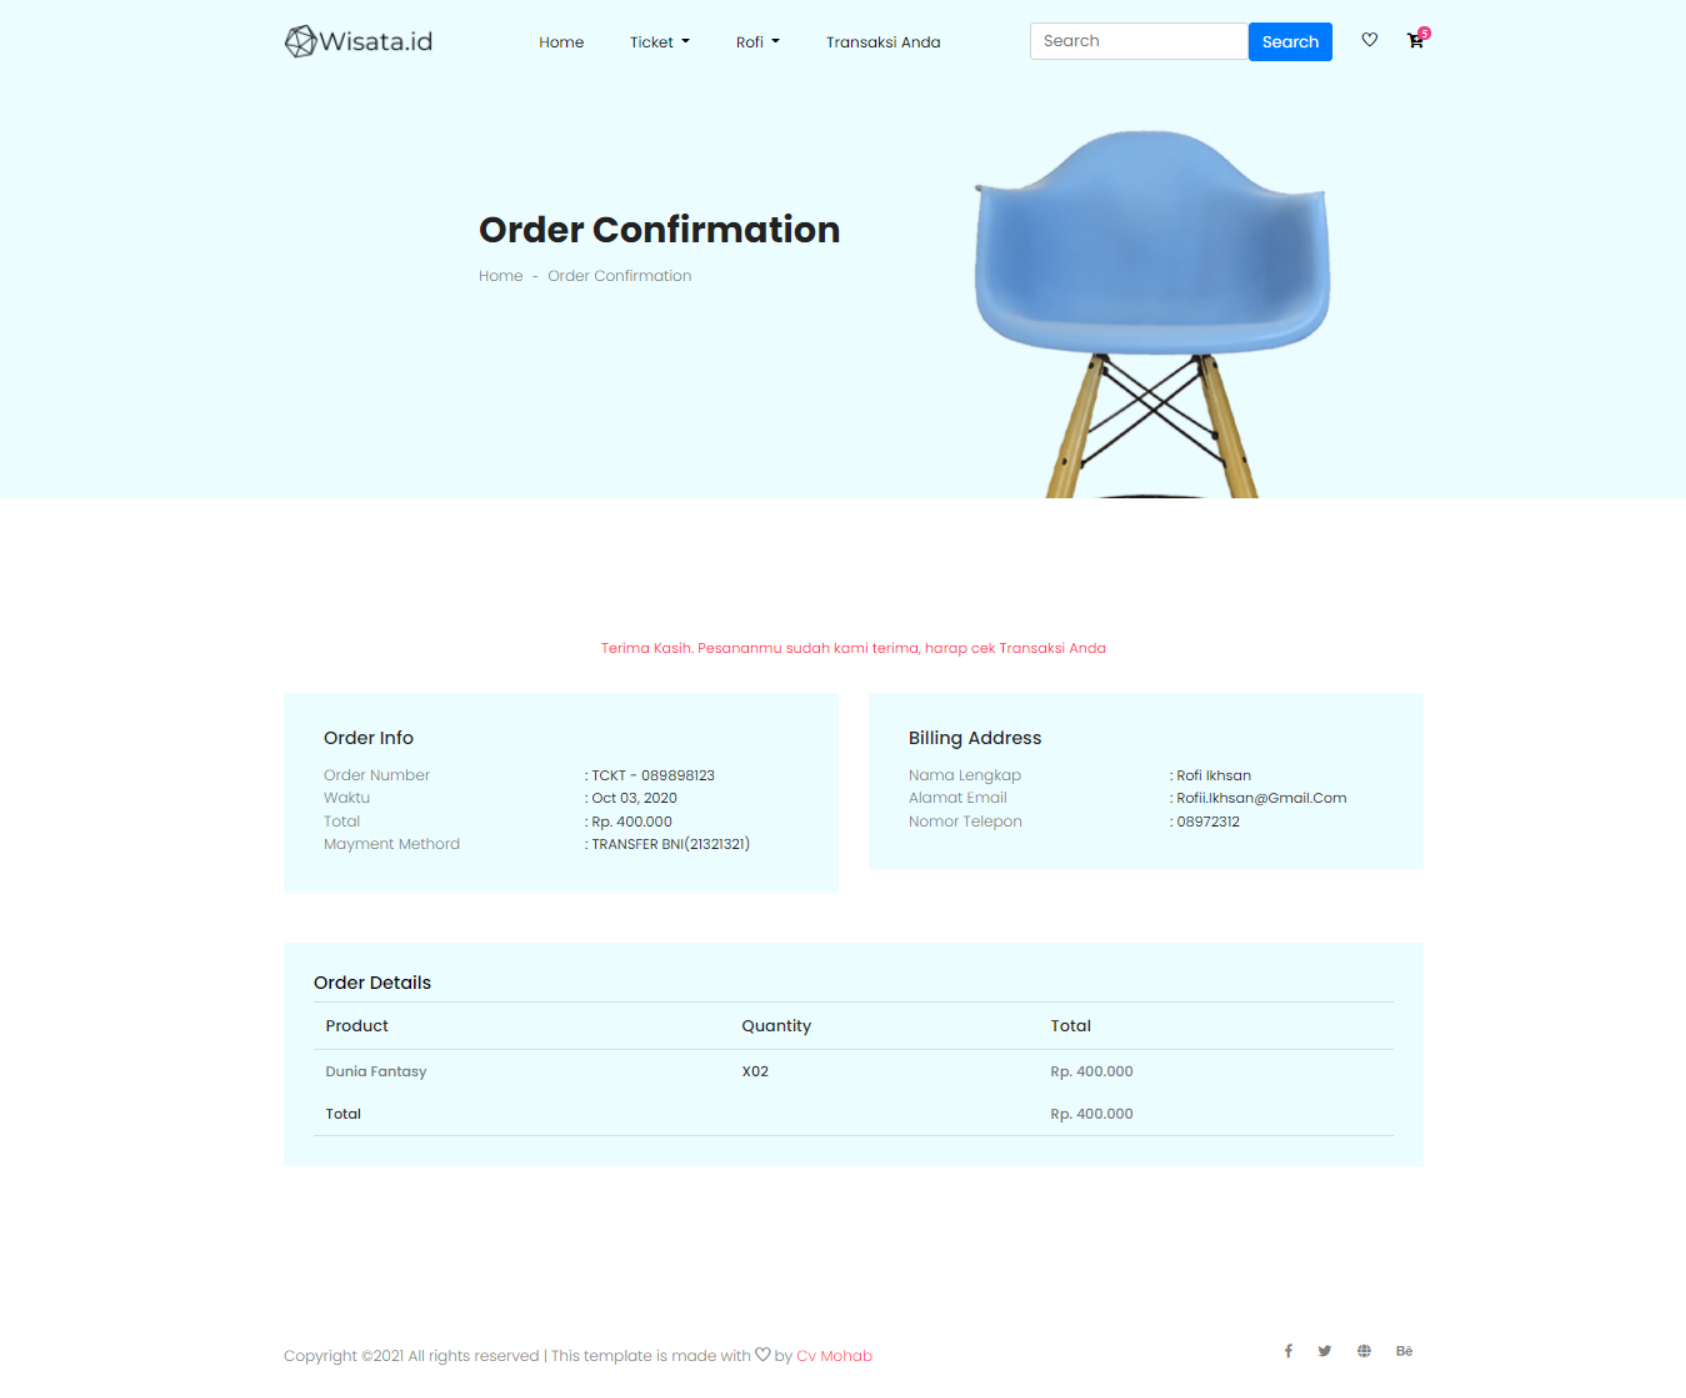 Wisata.id Home Ticket Rofi Transaksi Anda Search Search 5
Order Confirmation
Home - Order Confirmation
Terima Kasih. Pesananmu sudah kami terima, harap cek Transaksi Anda
Order Info
Order Number : TCKT - 089898123
Waktu : Oct 03, 2020
Total : Rp. 400.000
Mayment Methord : TRANSFER BNI(21321321)
Billing Address
Nama Lengkap : Rofi Ikhsan
Alamat Email : Rofii.Ikhsan@Gmail.Com
Nomor Telepon : 08972312
Order Details
Product Quantity Total
Dunia Fantasy X02 Rp. 400.000
Total Rp. 400.000
Copyright ©2021 All rights reserved | This template is made with ♡ by Cv Mohab